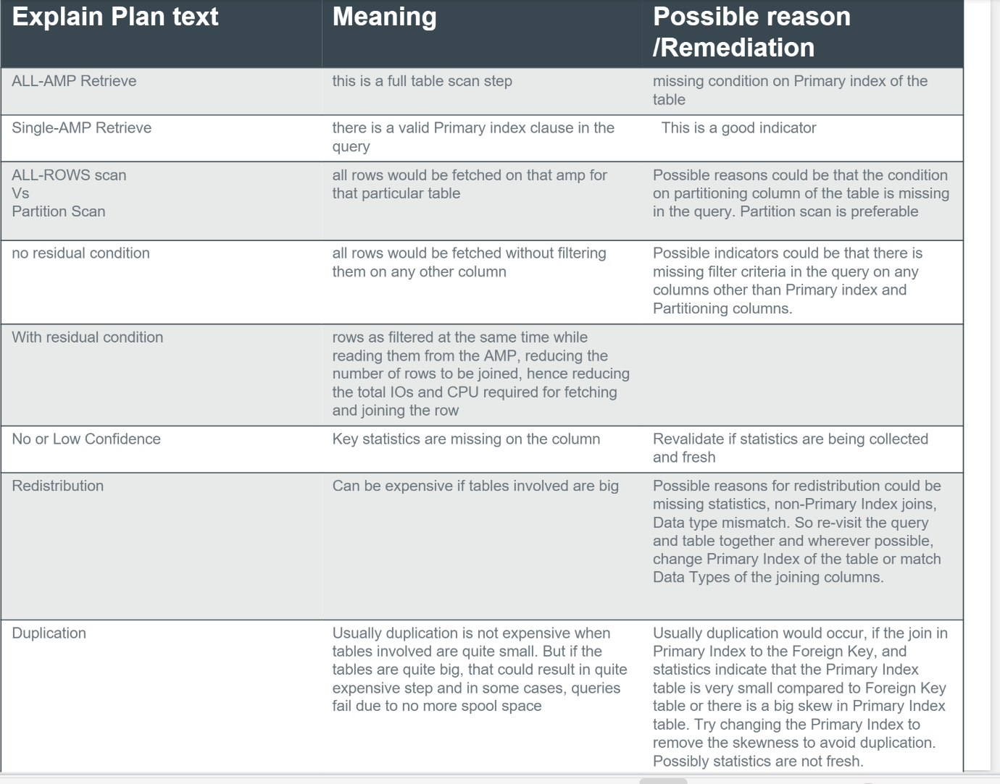 Explain Plan text
Meaning
Possible reason
/Remediation
ALL-AMP Retrieve
this is a full table scan step
missing condition on Primary index of the
table
Single-AMP Retrieve
there is a valid Primary index clause in the
query
This is a good indicator
ALL-ROWS scan
Vs
Partition Scan
all rows would be fetched on that amp for
that particular table
Possible reasons could be that the condition
on partitioning column of the table is missing
in the query. Partition scan is preferable
no residual condition
all rows would be fetched without filtering
them on any other column
Possible indicators could be that there is
missing filter criteria in the query on any
columns other than Primary index and
Partitioning columns.
With residual condition
rows as filtered at the same time while
reading them from the AMP, reducing the
number of rows to be joined, hence reducing
the total IOs and CPU required for fetching
and joining the row
No or Low Confidence
Key statistics are missing on the column
Revalidate if statistics are being collected
and fresh
Redistribution
Can be expensive if tables involved are big
Possible reasons for redistribution could be
missing statistics, non-Primary Index joins,
Data type mismatch. So re-visit the query
and table together and wherever possible,
change Primary Index of the table or match
Data Types of the joining columns.
Duplication
Usually duplication is not expensive when
tables involved are quite small. But if the
tables are quite big, that could result in quite
expensive step and in some cases, queries
fail due to no more spool space
Usually duplication would occur, if the join in
Primary Index to the Foreign Key, and
statistics indicate that the Primary Index
table is very small compared to Foreign Key
table or there is a big skew in Primary Index
table. Try changing the Primary Index to
remove the skewness to avoid duplication.
Possibly statistics are not fresh.